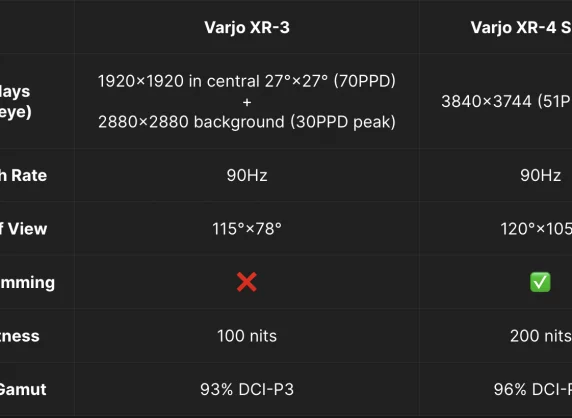 Varjo XR-3
Varjo XR-4 S
lays
eye)
1920×1920 in central 27°×27° (70PPD)
+
2880×2880 background (30PPD peak)
3840×3744 (51P
h Rate
90Hz
90Hz
f View
115°×78°
120°×105
mming
❌
✅
tness
100 nits
200 nits
Gamut
93% DCI-P3
96% DCI-P